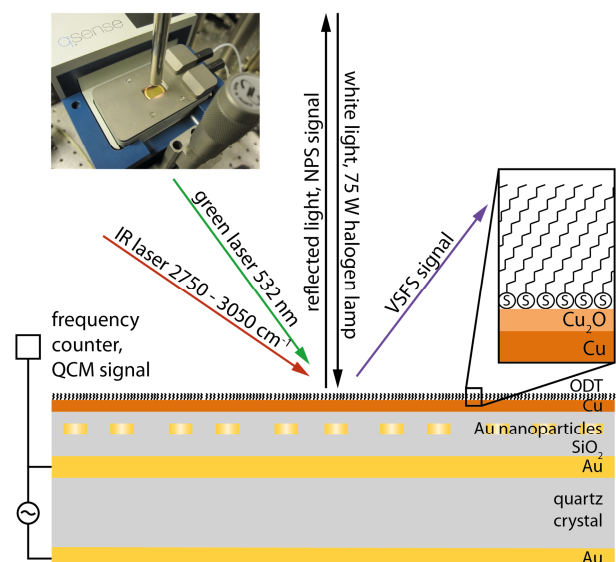 qsense
reflected light, NPS signal
white light, 75 W halogen lamp
green laser 532 nm
IR laser 2750 - 3050 cm⁻¹
VSFS signal
S S S S S S
Cu₂O
Cu
frequency
counter,
QCM signal
ODT
Cu
Au nanoparticles
SiO₂
Au
quartz
crystal
Au
~